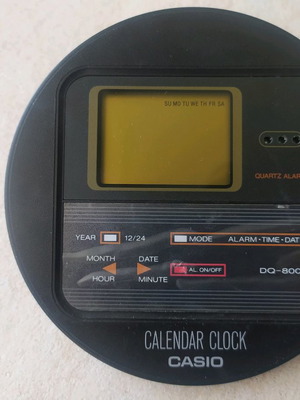 SU MO TU WE TH FR SA
QUARTZ ALAR
YEAR 12/24 MODE ALARM·TIME·DAT
MONTH DATE
HOUR MINUTE
AL ON/OFF
DQ-800
CALENDAR CLOCK
CASIO